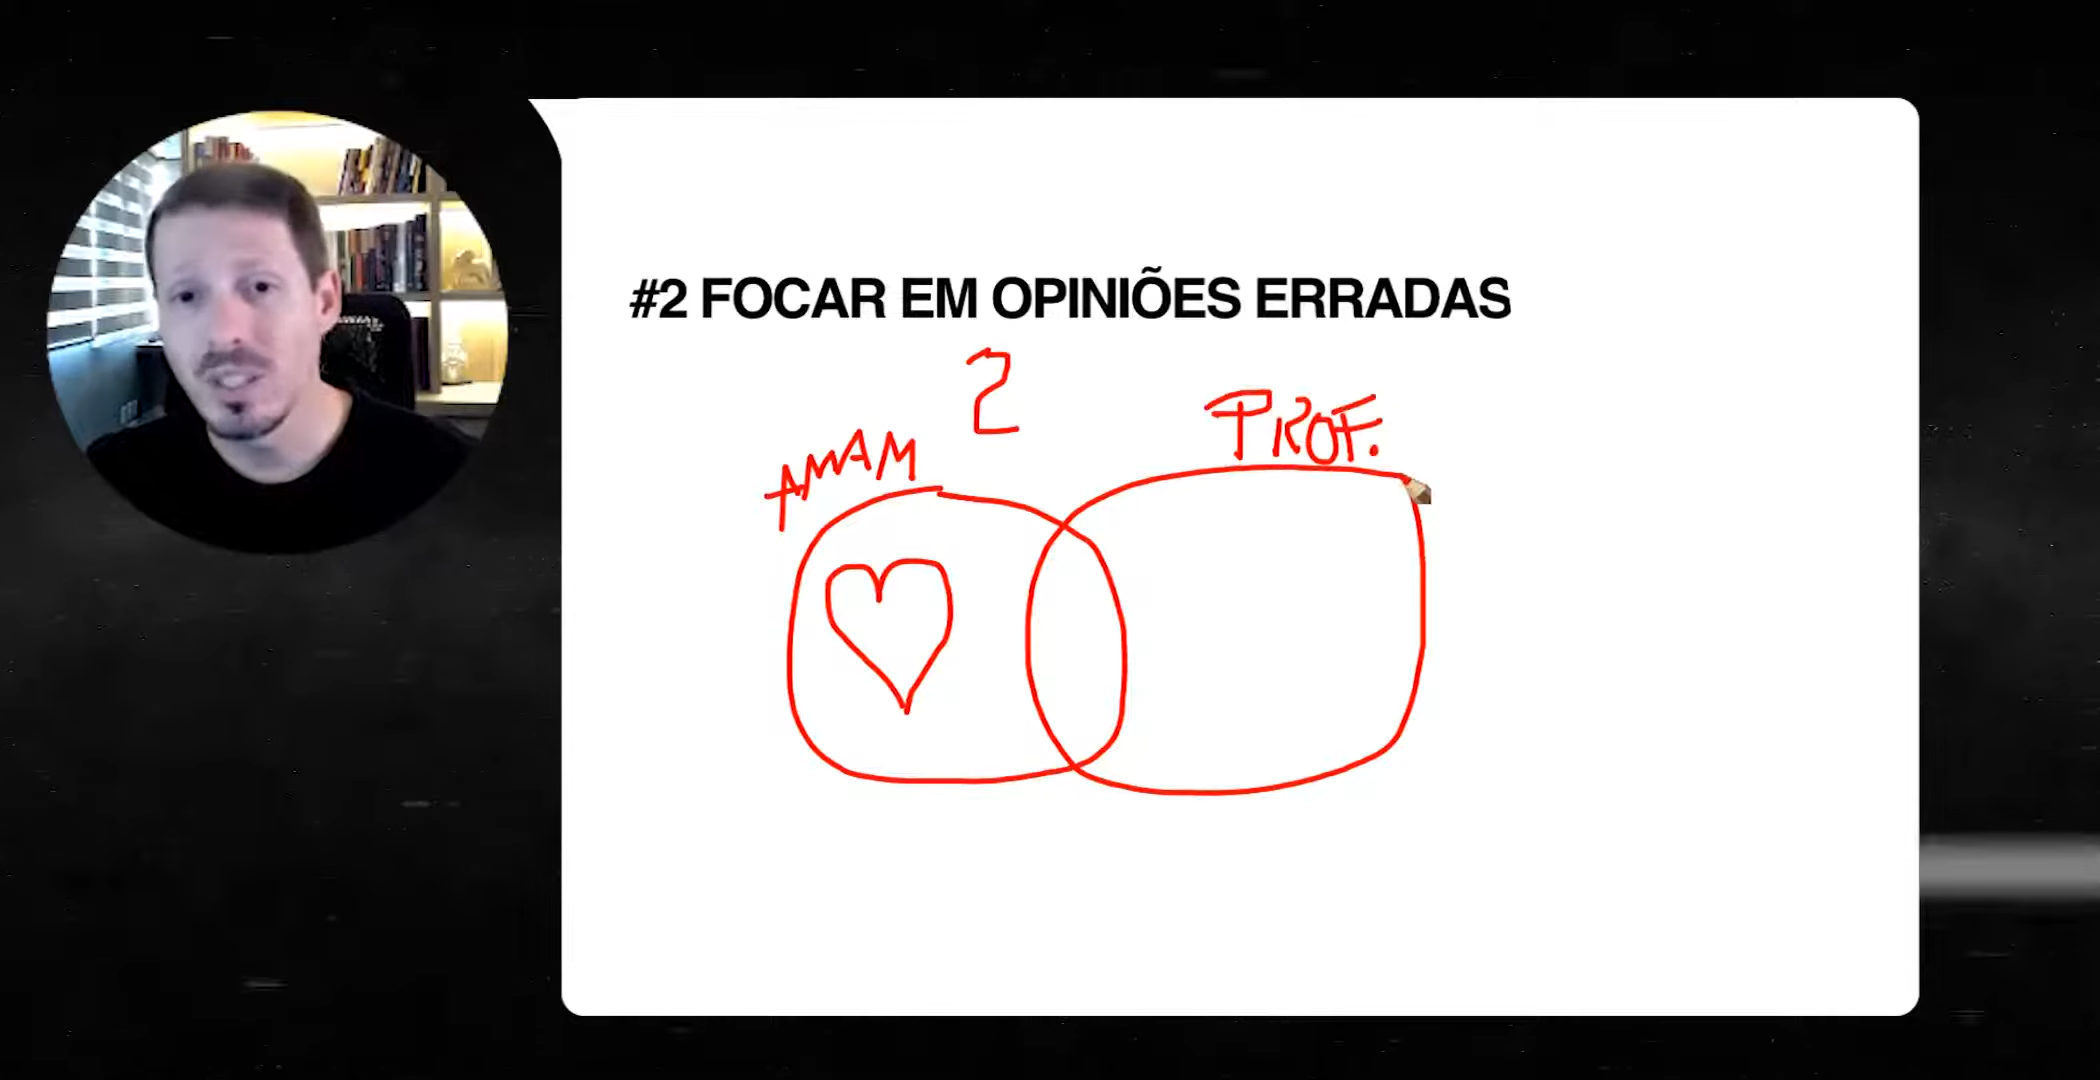 #2 FOCAR EM OPINIÕES ERRADAS
2
AMAM
PROF.